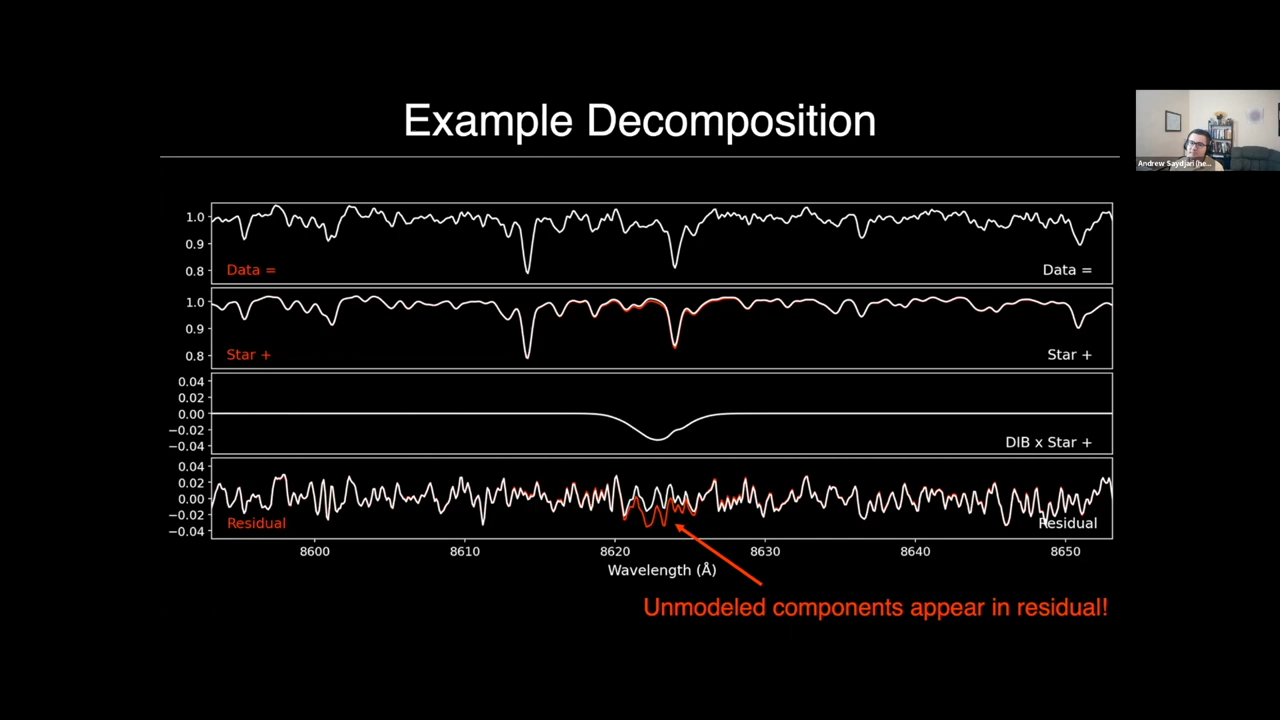 Example Decomposition
Andrew Saydjari (he...
1.0
0.9
0.8
Data =
Data =
1.0
0.9
0.8
Star +
Star +
0.04
0.02
0.00
−0.02
−0.04
DIB x Star +
0.04
0.02
0.00
−0.02
−0.04
Residual
Residual
8600 8610 8620 8630 8640 8650
Wavelength (Å)
Unmodeled components appear in residual!